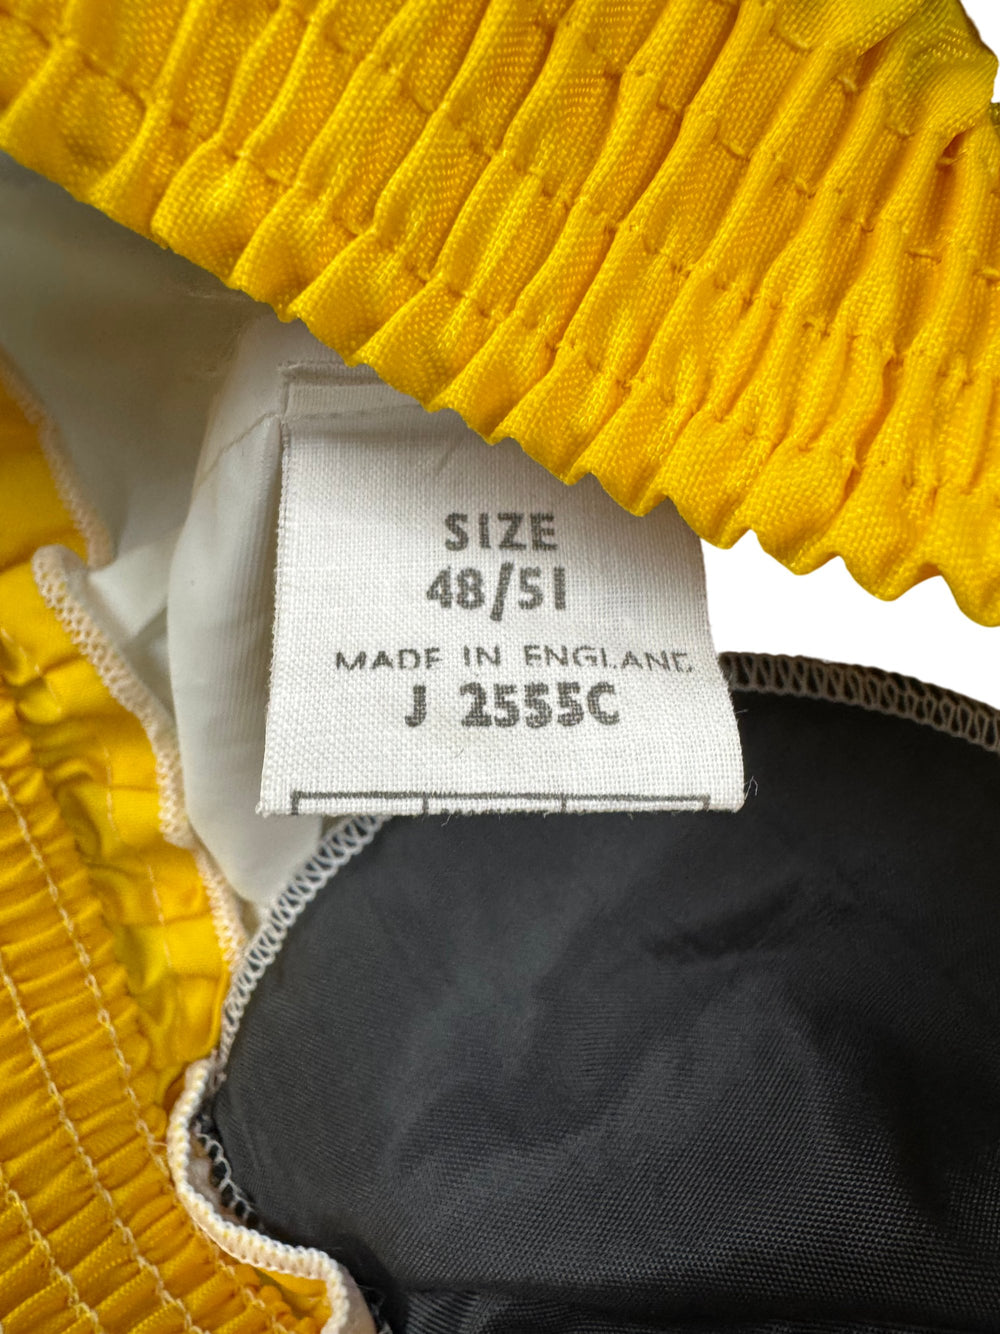 SIZE
48/51
MADE IN ENGLAND
J 2555C